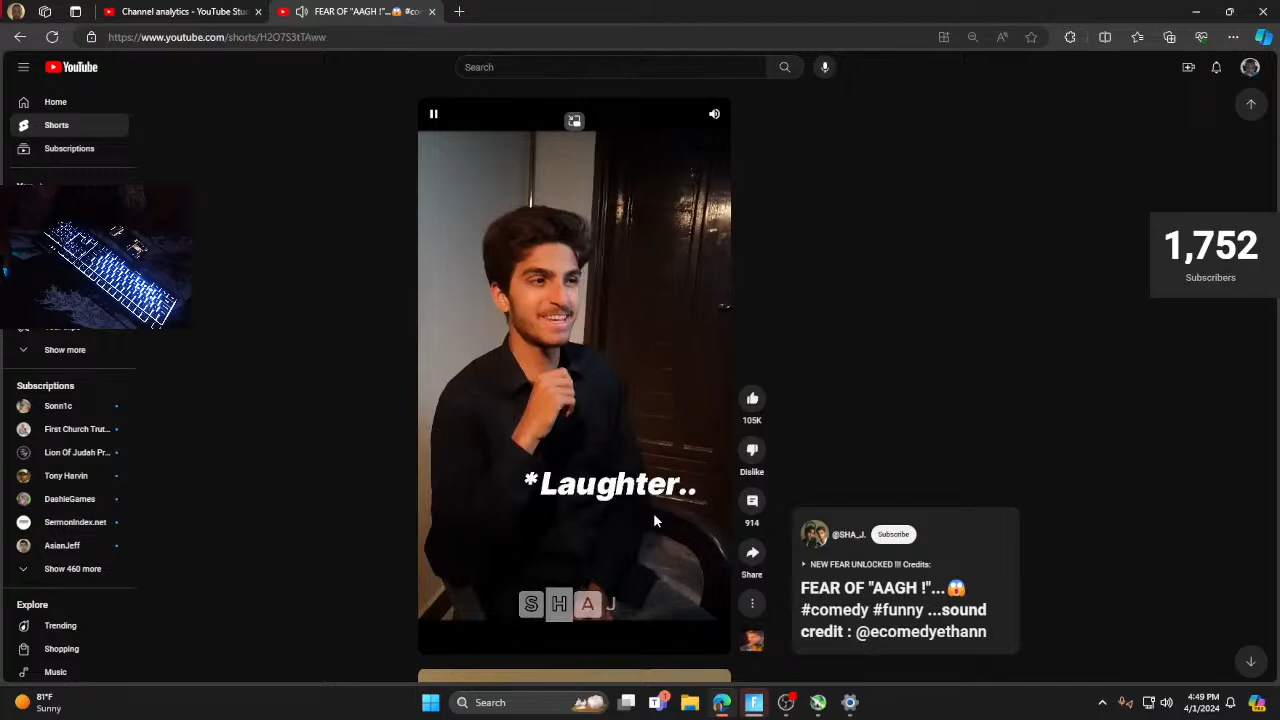 Channel analytics - YouTube Stu
FEAR OF "AAGH !"...😱 #co
https://www.youtube.com/shorts/H2O7S3tTAww
YouTube
Search
Home
Shorts
Subscriptions
Show more
Subscriptions
Sonn1c
First Church Trut...
Lion Of Judah Pr...
Tony Harvin
DashieGames
SermonIndex.net
AsianJeff
Show 460 more
Explore
Trending
Shopping
Music
*Laughter..
S H A J
105K
Dislike
914
Share
@SHA_J.
Subscribe
NEW FEAR UNLOCKED !!! Credits:
FEAR OF "AAGH !"...😱
#comedy #funny ...sound
credit : @ecomedyethann
1,752
Subscribers
81°F
Sunny
Search
4:49 PM
4/3/2024